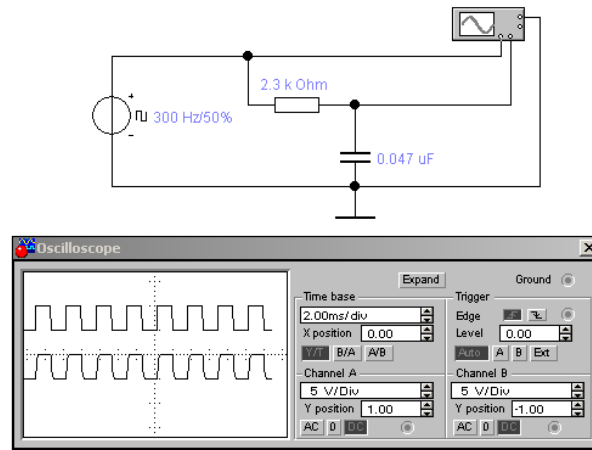 2.3 k Ohm
300 Hz/50%
0.047 uF
Oscilloscope
Expand
Ground
Time base
Trigger
2.00ms/div
Edge
X position 0.00
Level 0.00
Y/T B/A A/B
Auto A B Ext
Channel A
Channel B
5 V/Div
5 V/Div
Y position 1.00
Y position -1.00
AC 0 DC
AC 0 DC